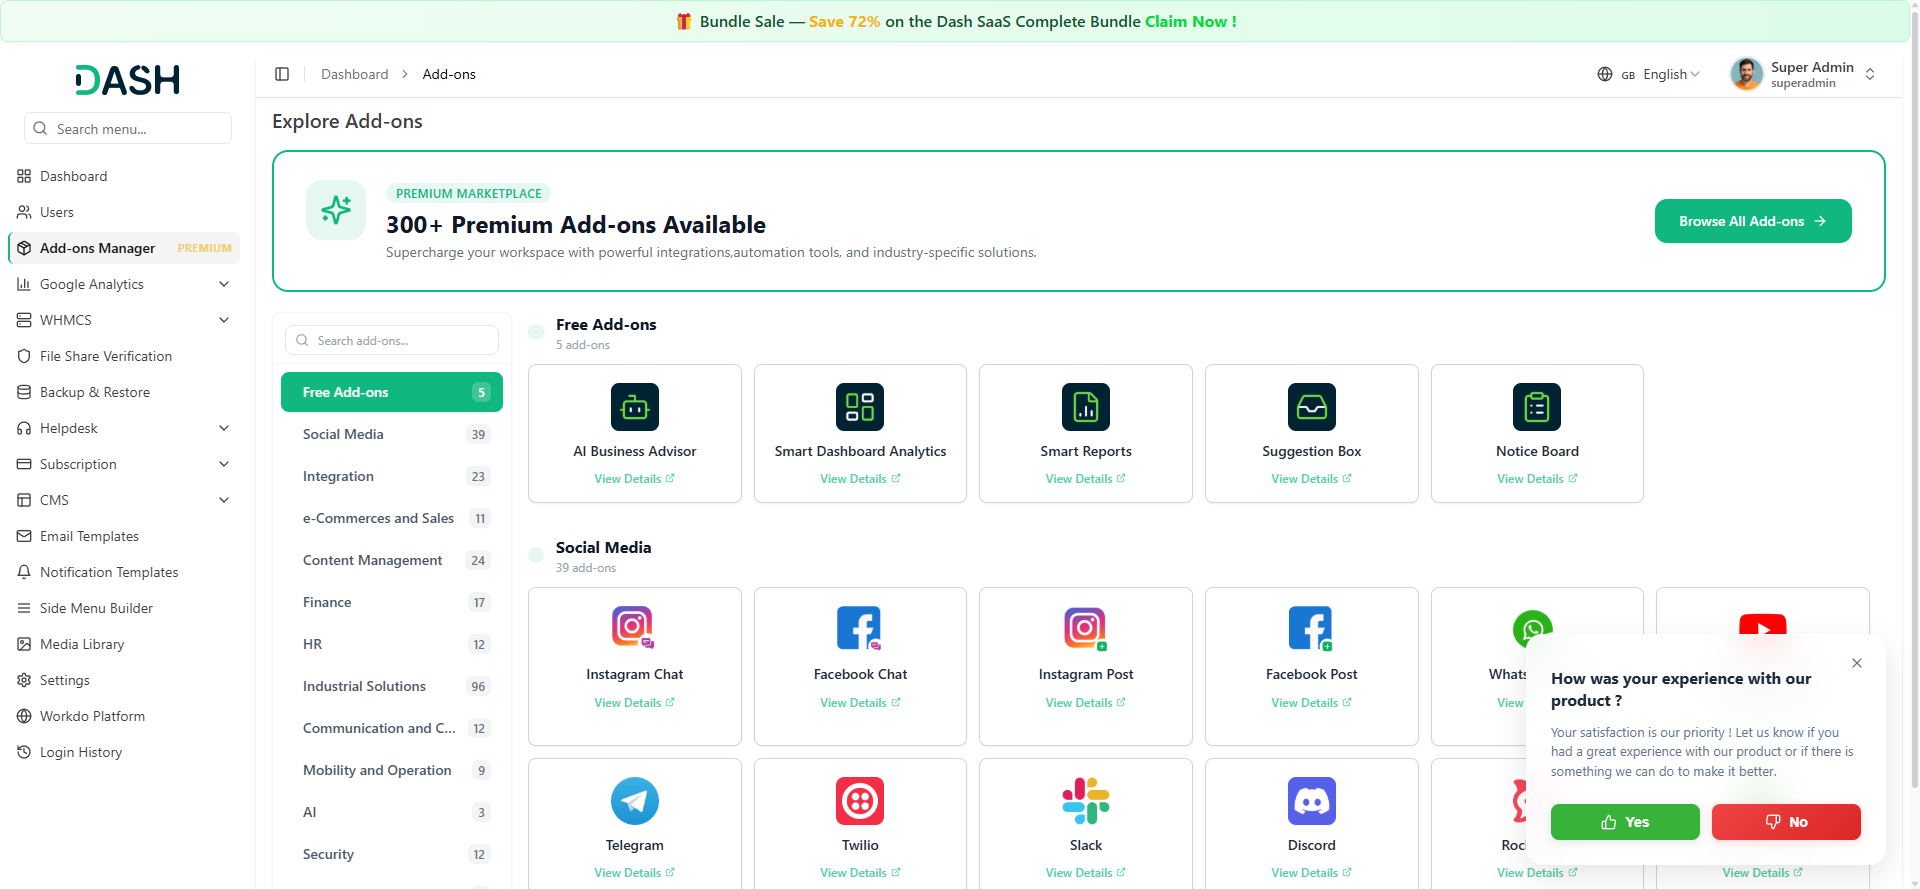 Bundle Sale — Save 72% on the Dash SaaS Complete Bundle Claim Now !
DASH
Search menu...
Dashboard
Users
Add-ons Manager PREMIUM
Google Analytics
WHMCS
File Share Verification
Backup & Restore
Helpdesk
Subscription
CMS
Email Templates
Notification Templates
Side Menu Builder
Media Library
Settings
Workdo Platform
Login History
Dashboard > Add-ons
GB English
Super Admin
superadmin
Explore Add-ons
PREMIUM MARKETPLACE
300+ Premium Add-ons Available
Supercharge your workspace with powerful integrations,automation tools, and industry-specific solutions.
Browse All Add-ons
Search add-ons...
Free Add-ons 5
Social Media 39
Integration 23
e-Commerces and Sales 11
Content Management 24
Finance 17
HR 12
Industrial Solutions 96
Communication and C... 12
Mobility and Operation 9
AI 3
Security 12
Free Add-ons
5 add-ons
AI Business Advisor
View Details
Smart Dashboard Analytics
View Details
Smart Reports
View Details
Suggestion Box
View Details
Notice Board
View Details
Social Media
39 add-ons
Instagram Chat
View Details
Facebook Chat
View Details
Instagram Post
View Details
Facebook Post
View Details
Whats
View
Telegram
View Details
Twilio
View Details
Slack
View Details
Discord
View Details
Roc
View Details
View Details
How was your experience with our
product ?
Your satisfaction is our priority ! Let us know if you
had a great experience with our product or if there is
something we can do to make it better.
Yes
No